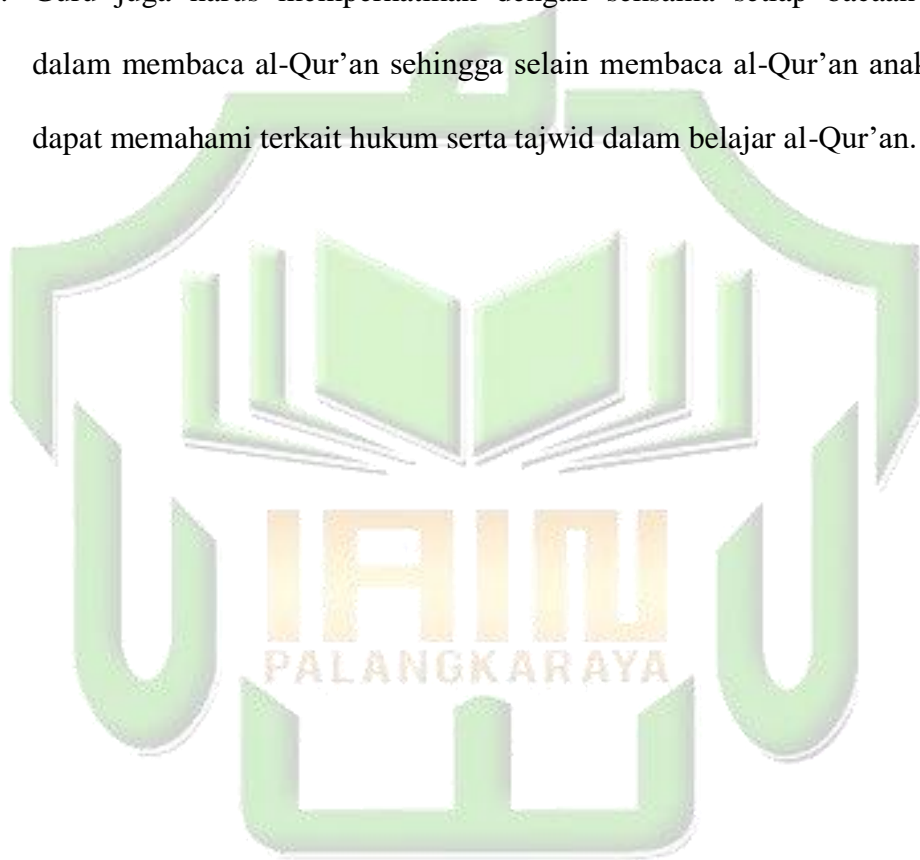 Guru juga harus memperhatikan dengan seksama setiap bacaan
dalam membaca al-Qur’an sehingga selain membaca al-Qur’an
dapat memahami terkait hukum serta tajwid dalam belajar al-Qur’an.
IAIN
PALANGKARAYA